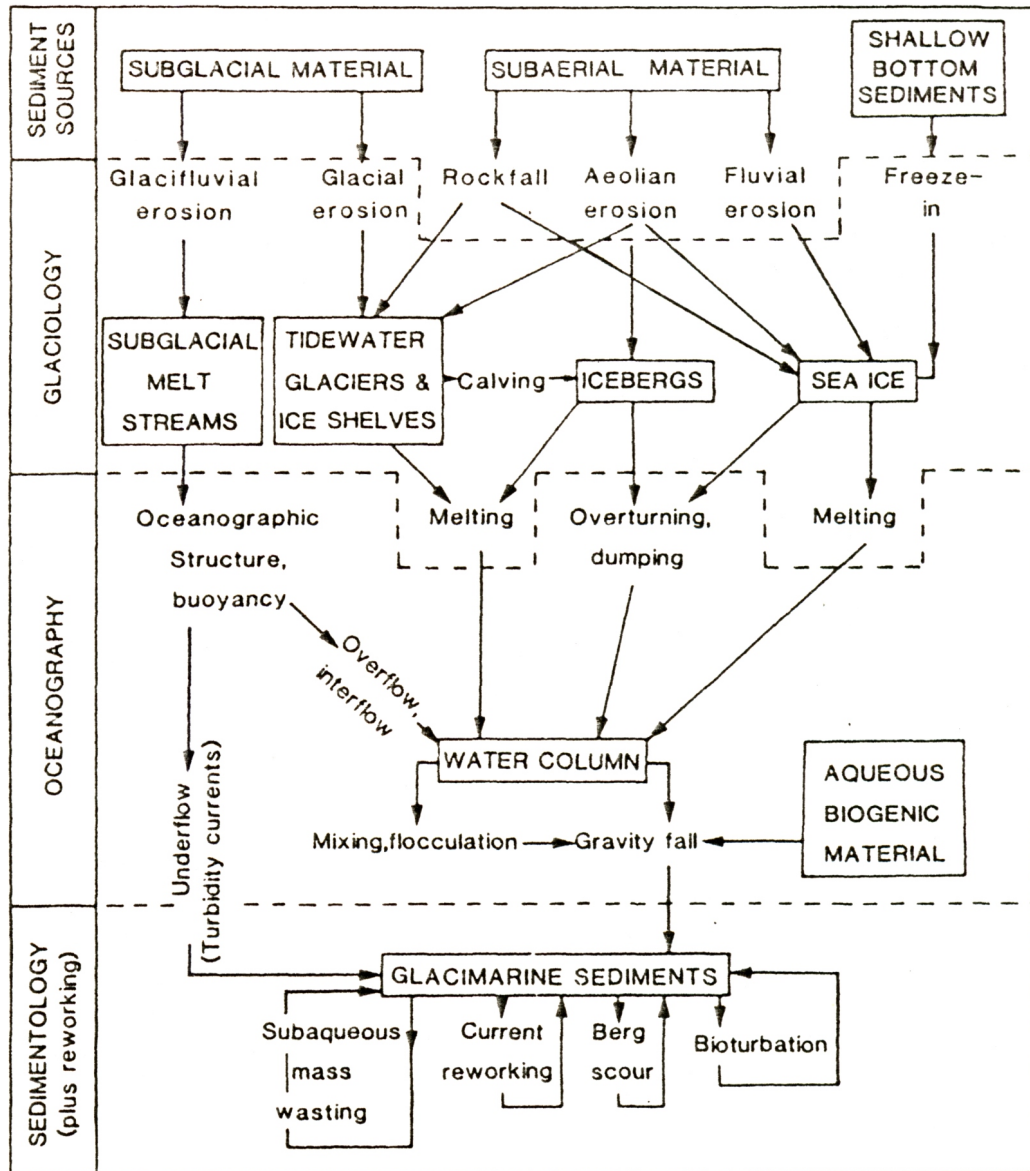 SEDIMENT
SOURCES
SUBGLACIAL MATERIAL
SUBAERIAL MATERIAL
SHALLOW
BOTTOM
SEDIMENTS
GLACIOLOGY
Glacifluvial
erosion
Glacial
erosion
Rockfall
Aeolian
erosion
Fluvial
erosion
Freeze-
in
SUBGLACIAL
MELT
STREAMS
TIDEWATER
GLACIERS &
ICE SHELVES
Calving
ICEBERGS
SEA ICE
OCEANOGRAPHY
Oceanographic
Structure,
buoyancy
Melting
Overturning,
dumping
Melting
Overflow,
interflow
Underflow
(Turbidity currents)
WATER COLUMN
Mixing,flocculation
Gravity fall
AQUEOUS
BIOGENIC
MATERIAL
SEDIMENTOLOGY
(plus reworking)
GLACIMARINE SEDIMENTS
Subaqueous
mass
wasting
Current
reworking
Berg
scour
Bioturbation